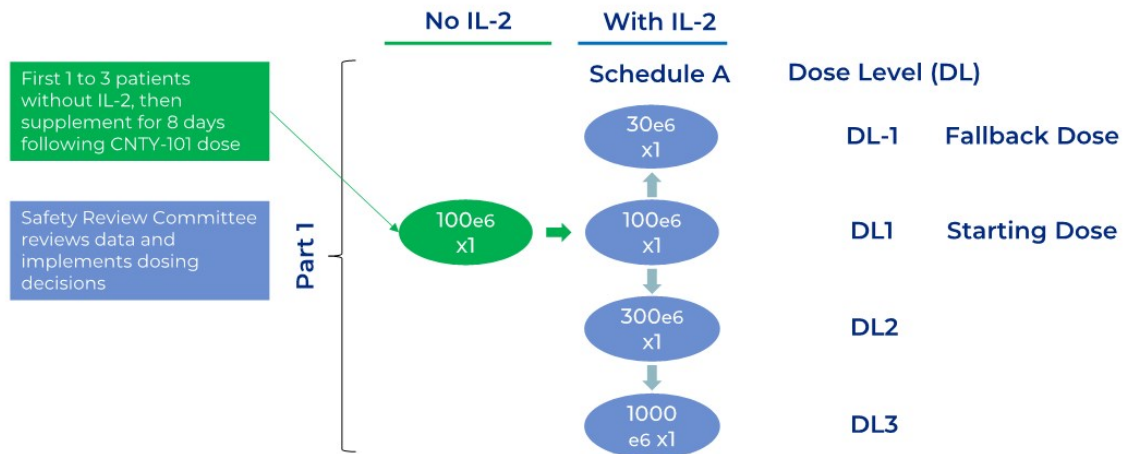 No IL-2
With IL-2
Schedule A
Dose Level (DL)
First 1 to 3 patients
without IL-2, then
supplement for 8 days
following CNTY-101 dose
Safety Review Committee
reviews data and
implements dosing
decisions
Part 1
30e6
x1
DL-1
Fallback Dose
100e6
x1
100e6
x1
DL1
Starting Dose
300e6
x1
DL2
1000
e6 x1
DL3